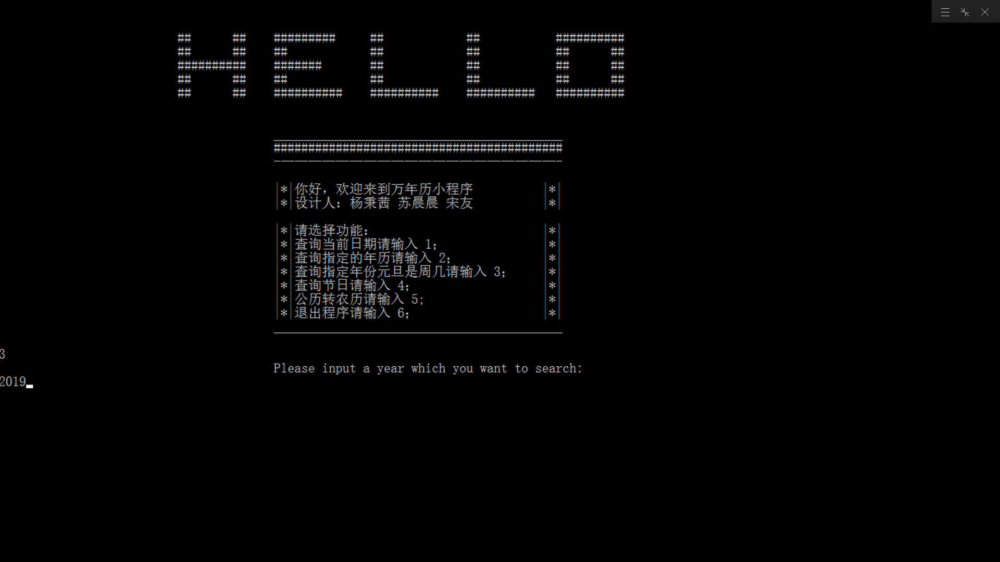 ##      ##    #########     ##            ##           ##########
##      ##    ##            ##            ##           ##      ##
##########    #######       ##            ##           ##      ##
##      ##    ##            ##            ##           ##      ##
##      ##    ##########    ##########    ##########   ##########
__________________________________________
##########################################
------------------------------------------
|*|你好，欢迎来到万年历小程序 |*|
|*|设计人：杨秉茜 苏晨晨 宋友 |*|
|*|请选择功能： |*|
|*|查询当前日期请输入 1； |*|
|*|查询指定的年历请输入 2； |*|
|*|查询指定年份元旦是周几请输入 3； |*|
|*|查询节日请输入 4； |*|
|*|公历转农历请输入 5; |*|
|*|退出程序请输入 6； |*|
__________________________________________
3
Please input a year which you want to search:
2019